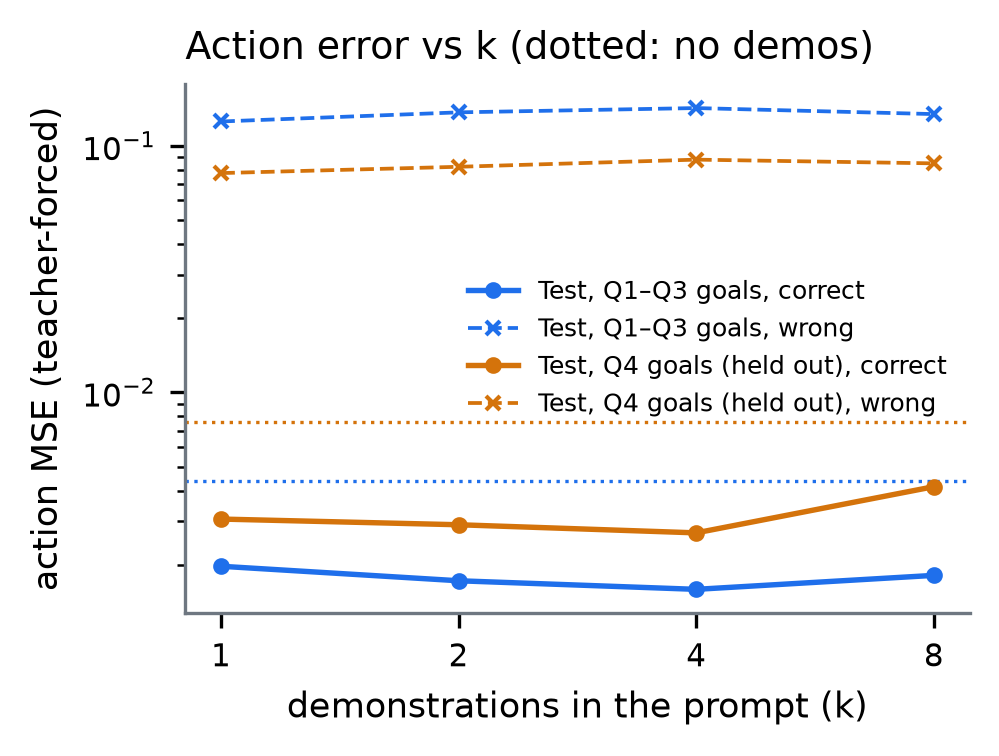 Action error vs k (dotted: no demos)
action MSE (teacher-forced)
10⁻¹
10⁻²
Test, Q1–Q3 goals, correct
Test, Q1–Q3 goals, wrong
Test, Q4 goals (held out), correct
Test, Q4 goals (held out), wrong
1 2 4 8
demonstrations in the prompt (k)